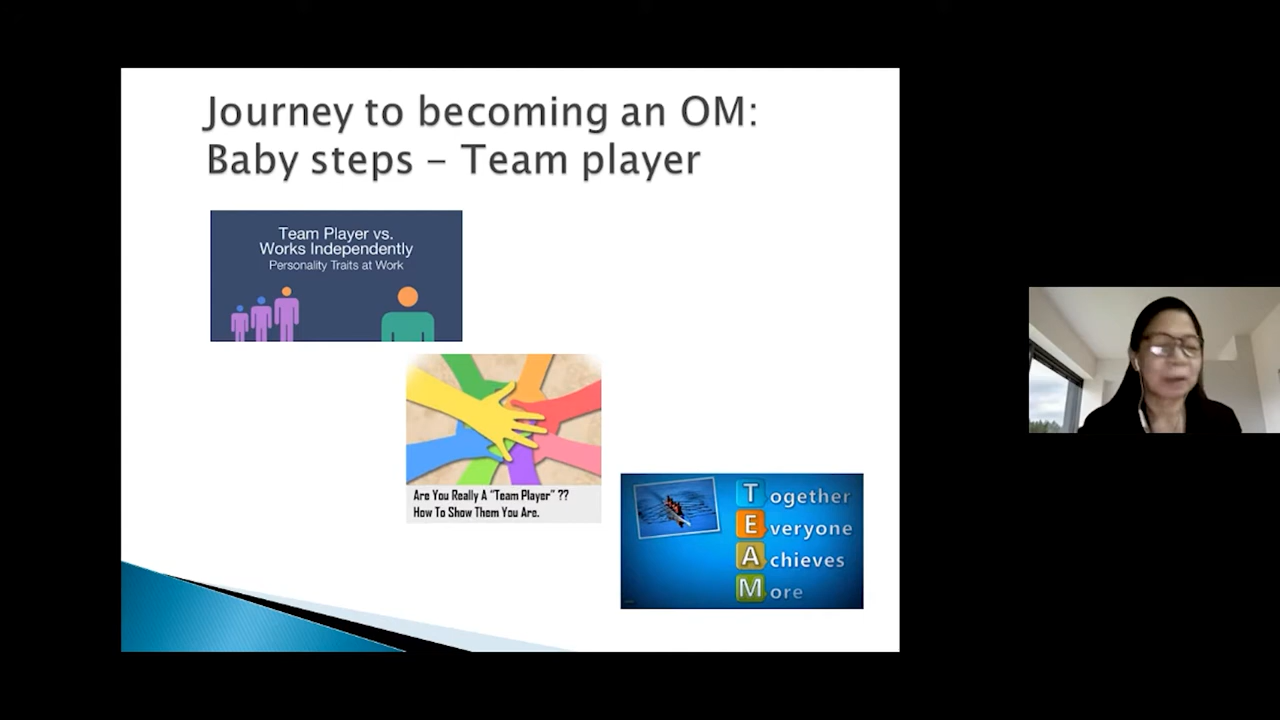 Journey to becoming an OM:
Baby steps – Team player
Team Player vs.
Works Independently
Personality Traits at Work
Are You Really A “Team Player” ??
How To Show Them You Are.
Together
Everyone
Achieves
More